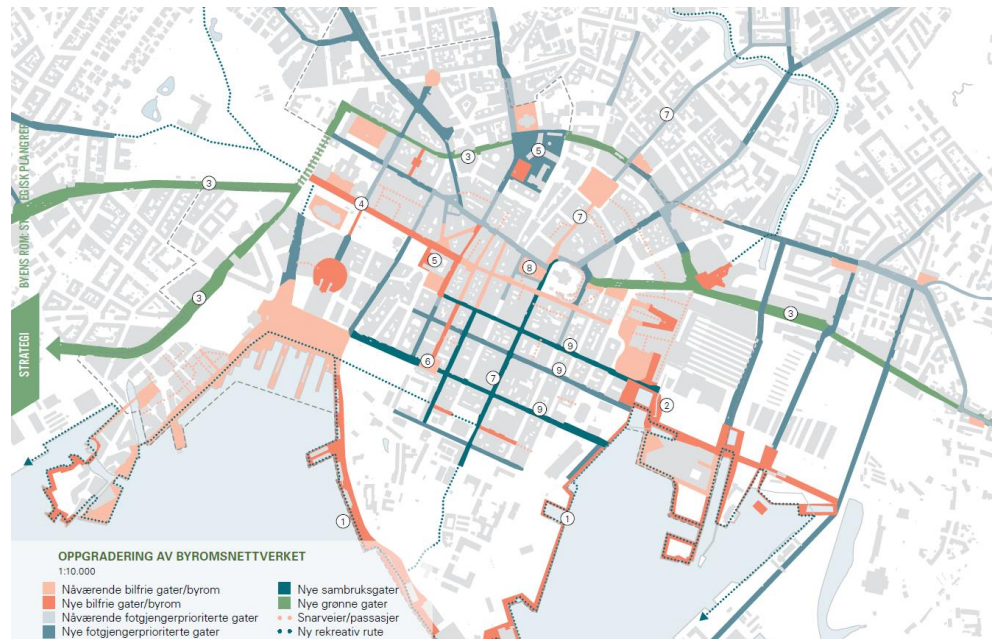 BYENS ROM: STRATEGISK PLANGREP
STRATEGI
7
3
5
3
4
7
5
8
3
3
9
6
9
7
9
2
1
1
OPPGRADERING AV BYROMSNETTVERKET
1:10.000
Nåværende bilfrie gater/byrom
Nye bilfrie gater/byrom
Nåværende fotgjengerprioriterte gater
Nye fotgjengerprioriterte gater
Nye sambruksgater
Nye grønne gater
Snarveier/passasjer
Ny rekreativ rute